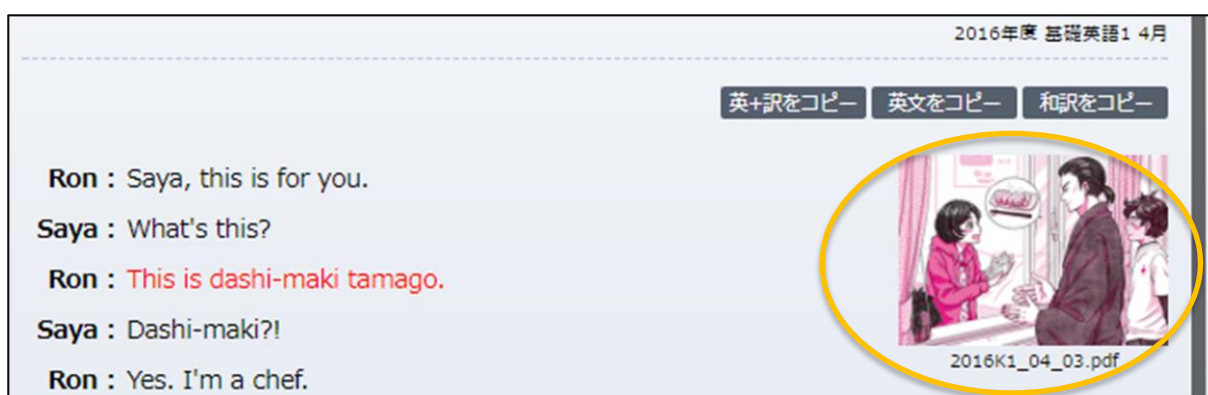 2016年度 基礎英語1 4月
英+訳をコピー 英文をコピー 和訳をコピー
Ron : Saya, this is for you.
Saya : What's this?
Ron : This is dashi-maki tamago.
Saya : Dashi-maki?!
Ron : Yes. I'm a chef.
2016K1_04_03.pdf